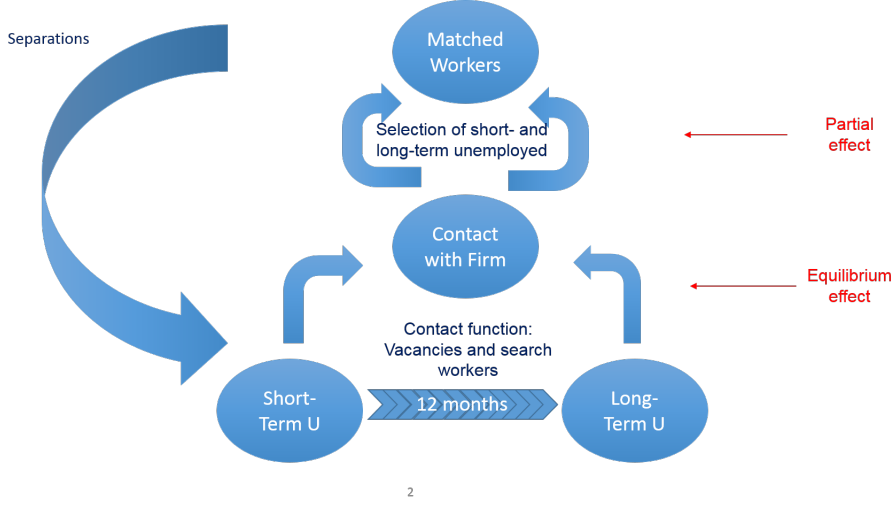 Separations
Matched
Workers
Selection of short- and
long-term unemployed
Partial
effect
Contact
with Firm
Equilibrium
effect
Contact function:
Vacancies and search
workers
Short-
Term U
12 months
Long-
Term U
2